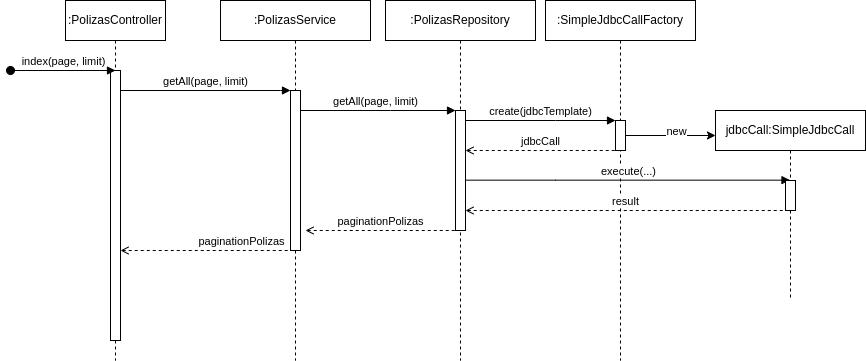 :PolizasController
:PolizasService
:PolizasRepository
:SimpleJdbcCallFactory
index(page, limit)
getAll(page, limit)
getAll(page, limit)
create(jdbcTemplate)
new
jdbcCall:SimpleJdbcCall
jdbcCall
execute(...)
result
paginationPolizas
paginationPolizas